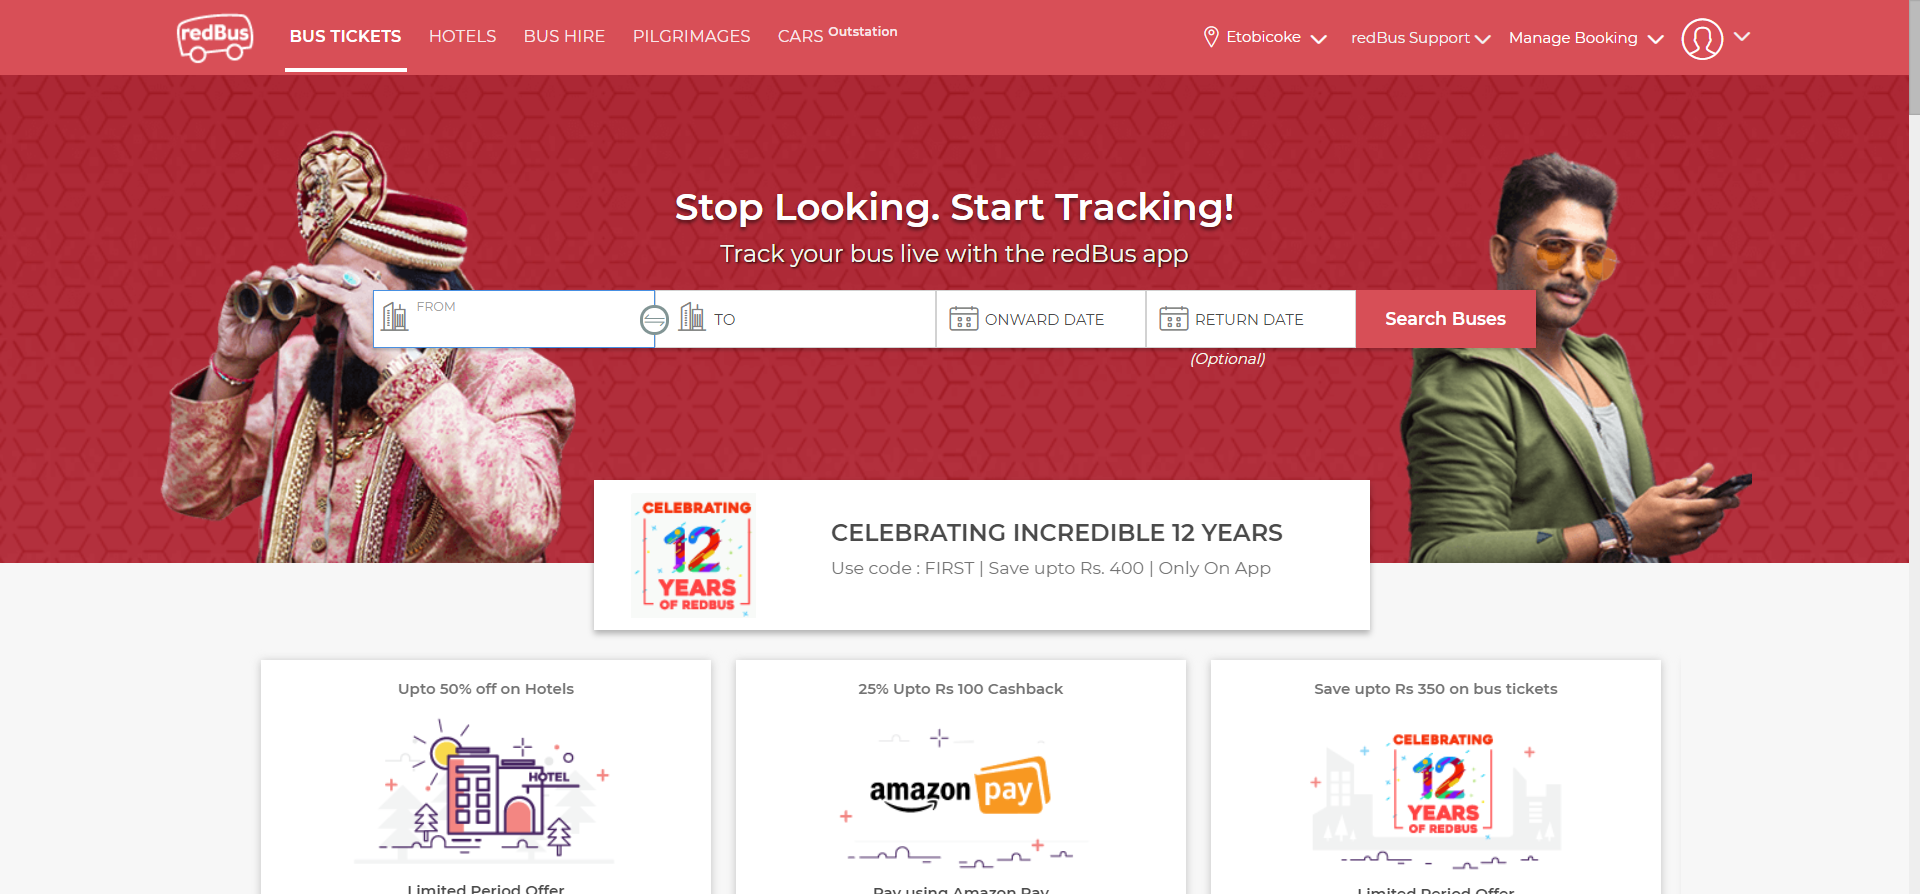 redBus
BUS TICKETS
HOTELS
BUS HIRE
PILGRIMAGES
CARS Outstation
Etobicoke
redBus Support
Manage Booking
Stop Looking. Start Tracking!
Track your bus live with the redBus app
FROM
TO
ONWARD DATE
RETURN DATE
Search Buses
(Optional)
CELEBRATING
12
YEARS
OF REDBUS
CELEBRATING INCREDIBLE 12 YEARS
Use code : FIRST | Save upto Rs. 400 | Only On App
Upto 50% off on Hotels
HOTEL
Limited Period Offer
25% Upto Rs 100 Cashback
amazon pay
Pay using Amazon Pay
Save upto Rs 350 on bus tickets
CELEBRATING
12
YEARS
OF REDBUS
Limited Period Offer